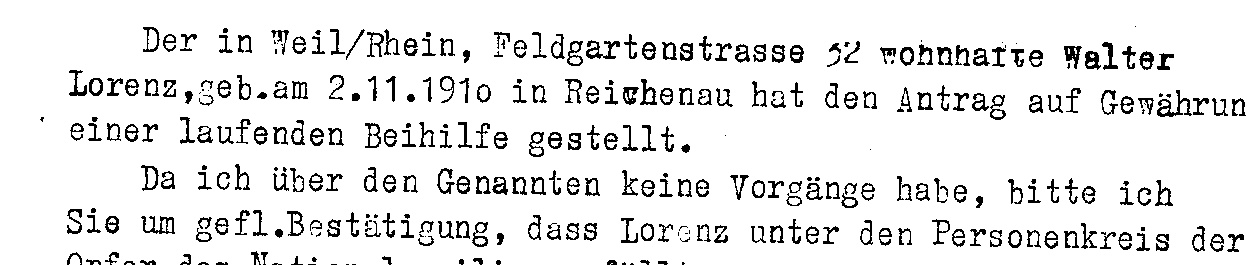 Der in Weil/Rhein, Feldgartenstrasse 52 wohnhafte Walter
Lorenz,geb.am 2.11.191o in Reichenau hat den Antrag auf Gewährun
einer laufenden Beihilfe gestellt.
Da ich über den Genannten keine Vorgänge habe, bitte ich
Sie um gefl.Bestätigung, dass Lorenz unter den Personenkreis der
Opfer des